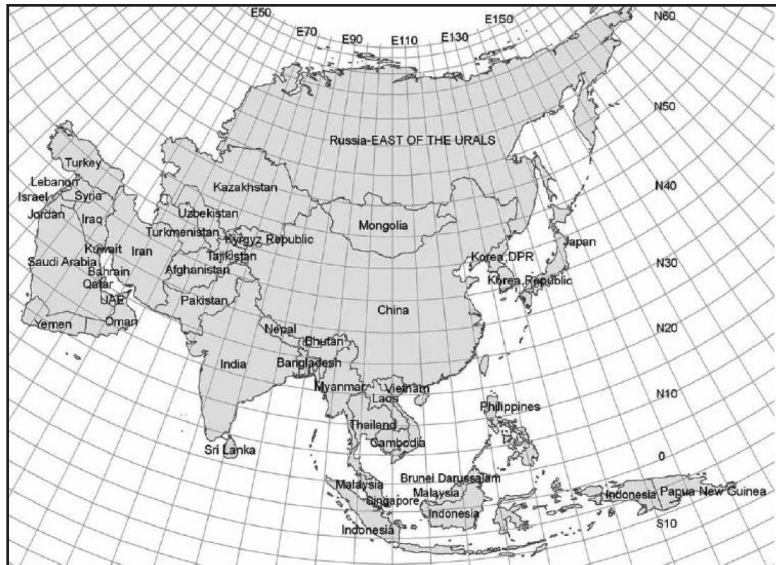 E50
E70
E90
E110
E130
E150
N60
N50
Russia-EAST OF THE URALS
Turkey
N40
Lebanon
Kazakhstan
Israel
Syria
Jordan
Iraq
Uzbekistan
Mongolia
Turkmenistan
Kyrgyz Republic
Japan
Kuwait
Iran
Tajikistan
Korea, DPR
N30
Saudi Arabia
Bahrain
Afghanistan
Korea Republic
Qatar
UAE
Pakistan
China
Yemen
Oman
Nepal
N20
Bhutan
India
Bangladesh
Myanmar
Vietnam
Laos
N10
Philippines
Thailand
Cambodia
Sri Lanka
0
Brunei Darussalam
Malaysia
Malaysia
Singapore
Indonesia
Papua New Guinea
Indonesia
Indonesia
S10